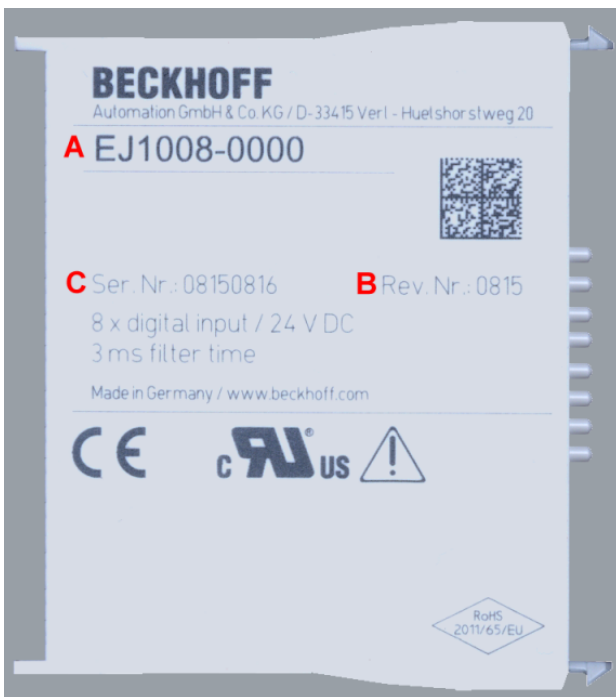 BECKHOFF
Automation GmbH & Co. KG / D-33415 Verl - Huelshorstweg 20
A EJ1008-0000
C Ser. Nr.: 08150816 B Rev. Nr.: 0815
8 x digital input / 24 V DC
3 ms filter time
Made in Germany / www.beckhoff.com
CE c RU ® US
RoHS
2011/65/EU